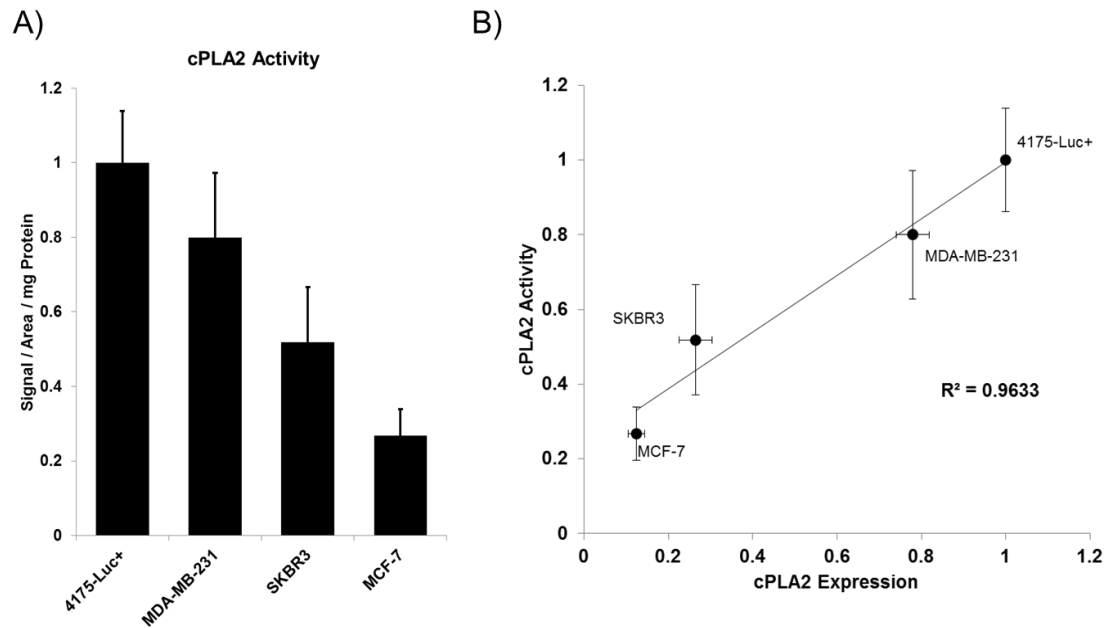 A)
cPLA2 Activity
Signal / Area / mg Protein
1.2
1
0.8
0.6
0.4
0.2
0
4175-Luc+
MDA-MB-231
SKBR3
MCF-7
B)
cPLA2 Activity
1.2
1
0.8
0.6
0.4
0.2
0
4175-Luc+
MDA-MB-231
SKBR3
R² = 0.9633
MCF-7
0 0.2 0.4 0.6 0.8 1 1.2
cPLA2 Expression